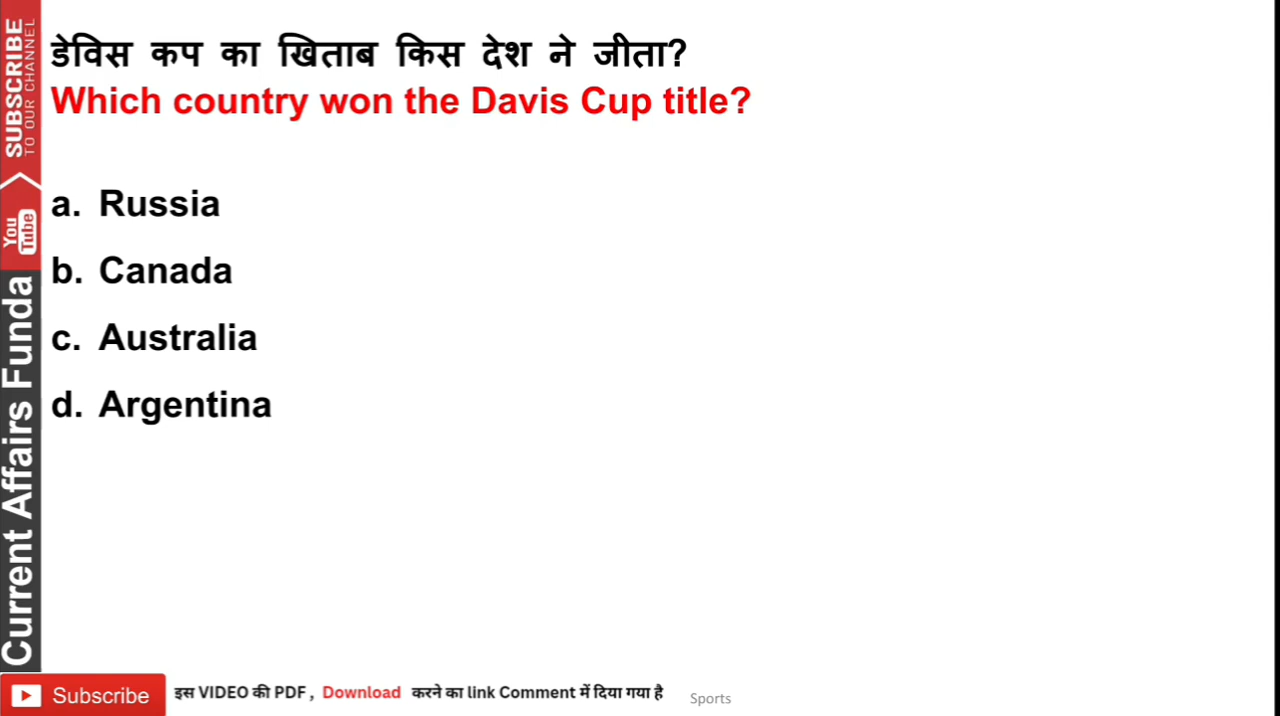 डेविस कप का खिताब किस देश ने जीता?
Which country won the Davis Cup title?
a. Russia
b. Canada
c. Australia
d. Argentina
SUBSCRIBE
TO OUR CHANNEL
You
Tube
Current Affairs Funda
Subscribe
इस VIDEO की PDF , Download करने का link Comment में दिया गया है
Sports